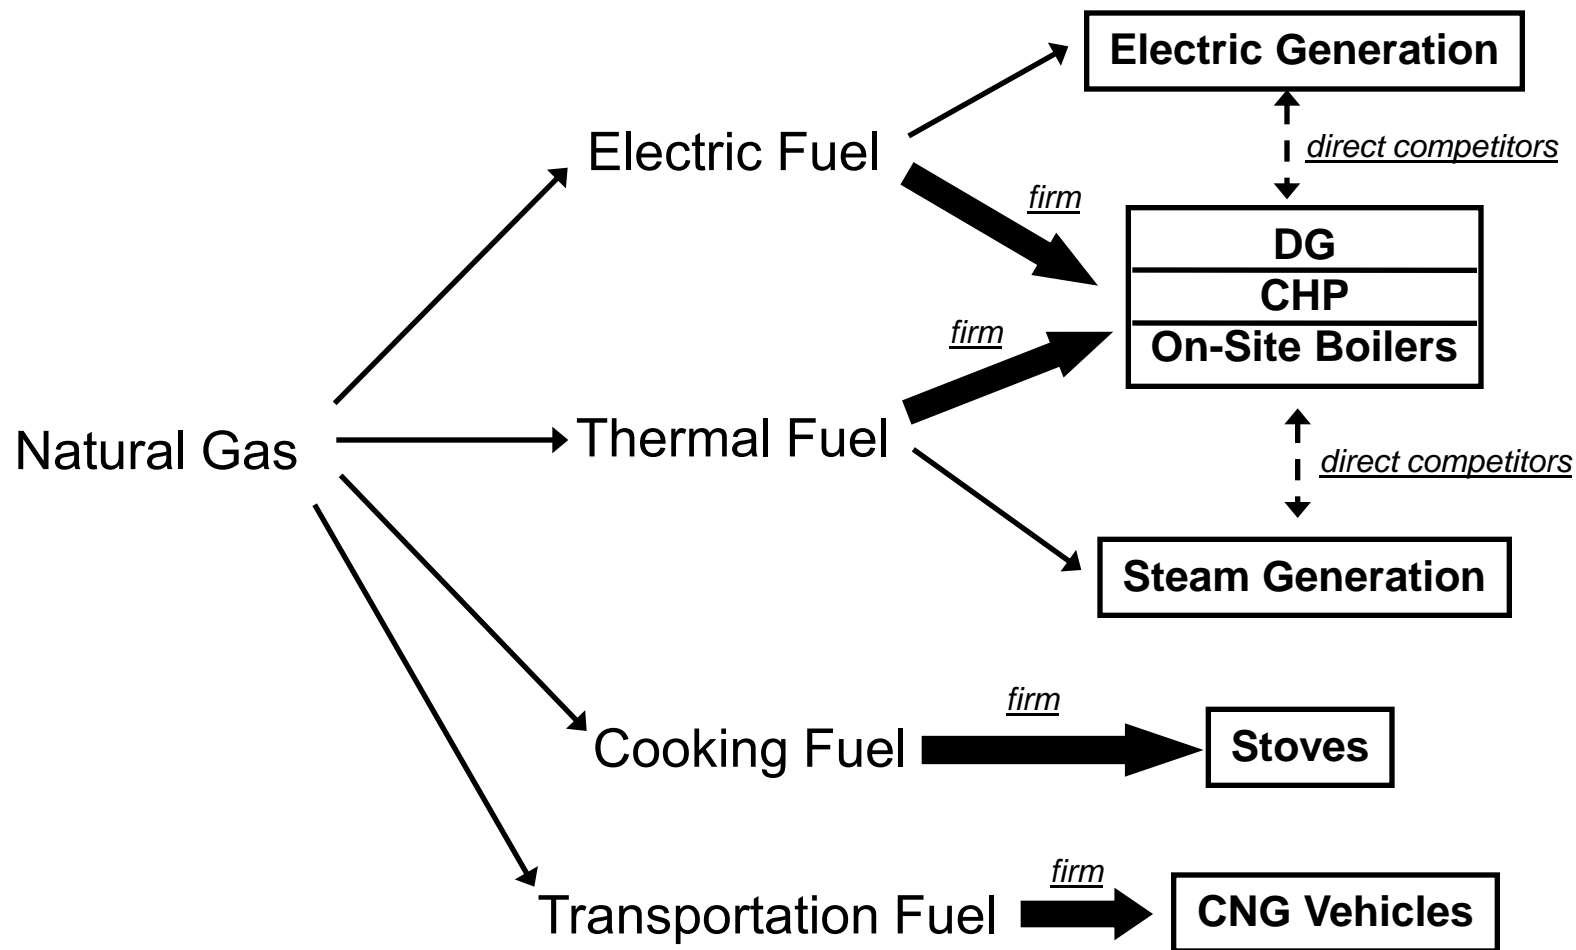 Electric Generation
direct competitors
Electric Fuel
firm
DG
CHP
On-Site Boilers
firm
Natural Gas
Thermal Fuel
direct competitors
Steam Generation
firm
Cooking Fuel
Stoves
firm
Transportation Fuel
CNG Vehicles